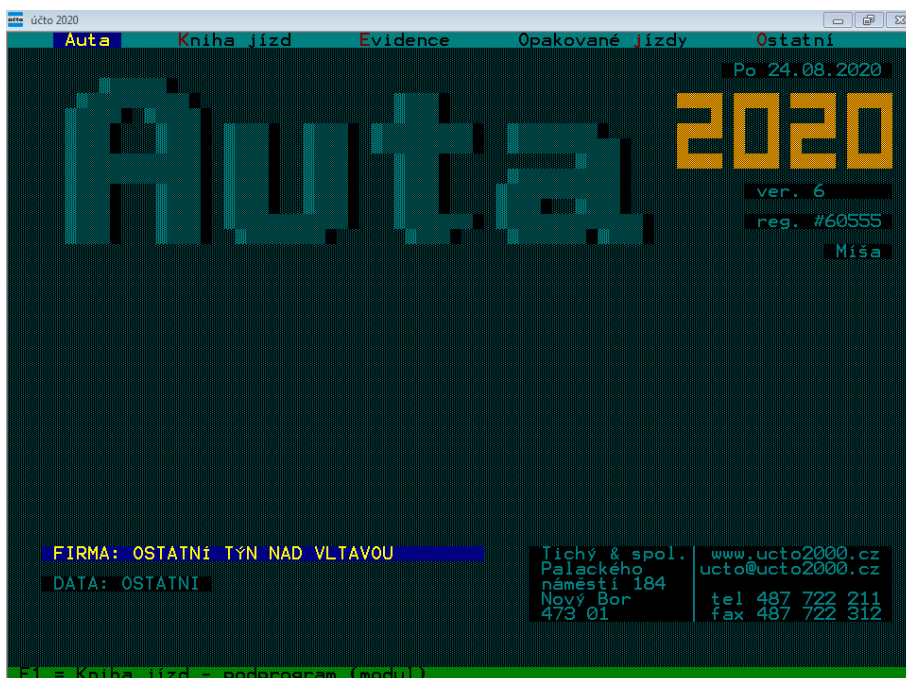 účto 2020
Auta Kniha jízd Evidence Opakované jízdy Ostatní
Po 24.08.2020
Auta
2020
ver. 6
reg. #60555
Míša
FIRMA: OSTATNí TýN NAD VLTAVOU
DATA: OSTATNI
Tichý & spol.
Palackého
náměstí 184
Nový Bor
473 01
www.ucto2000.cz
ucto@ucto2000.cz
tel 487 722 211
fax 487 722 312
F1 = Kniha jízd - podprogram (modul)